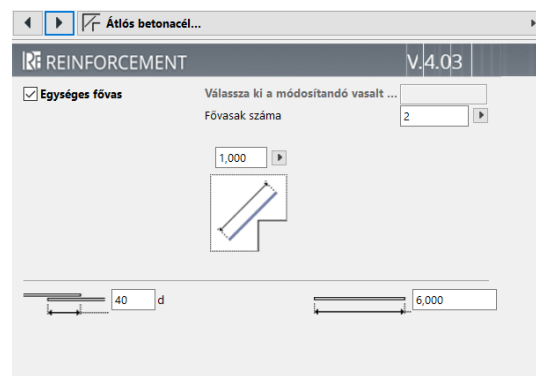 Átlós betonacél...
REINFORCEMENT V.4.03
Egységes fővas Válassza ki a módosítandó vasalt ...
Fővasak száma 2
1,000
40 d 6,000